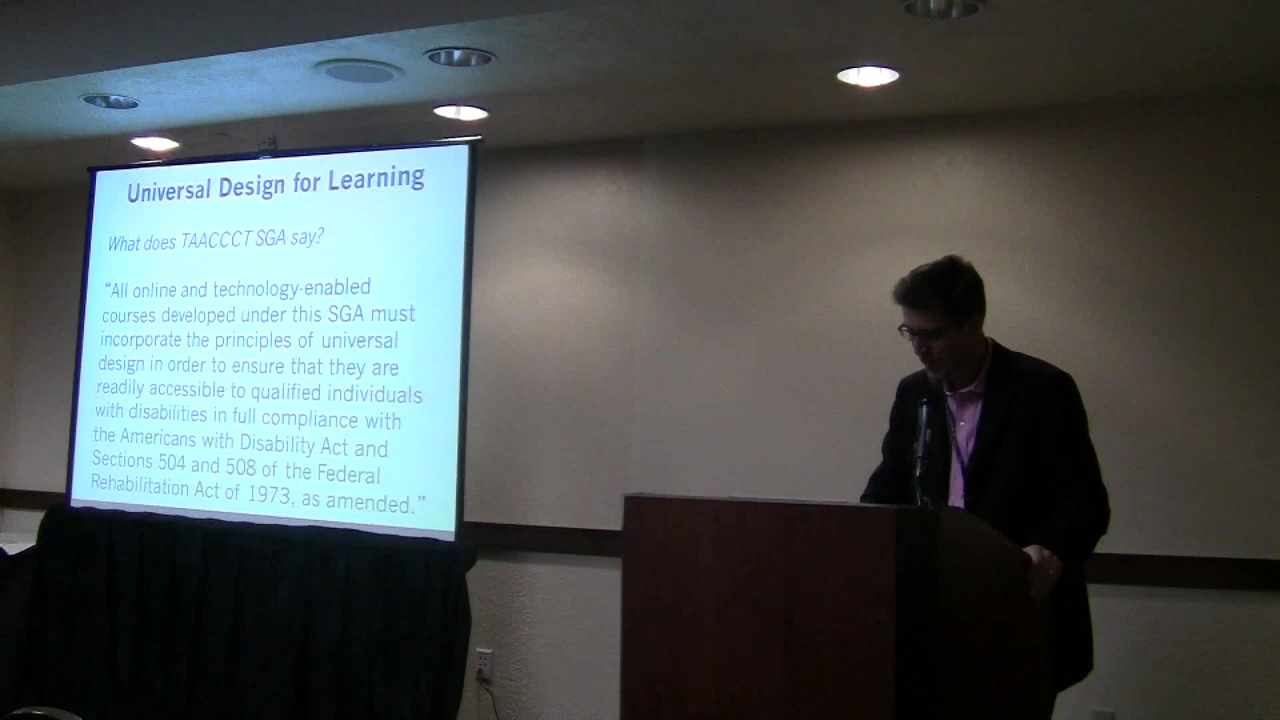 Universal Design for Learning
What does TAACCCT SGA say?
“All online and technology-enabled
courses developed under this SGA must
incorporate the principles of universal
design in order to ensure that they are
readily accessible to qualified individuals
with disabilities in full compliance with
the Americans with Disability Act and
Sections 504 and 508 of the Federal
Rehabilitation Act of 1973, as amended.”